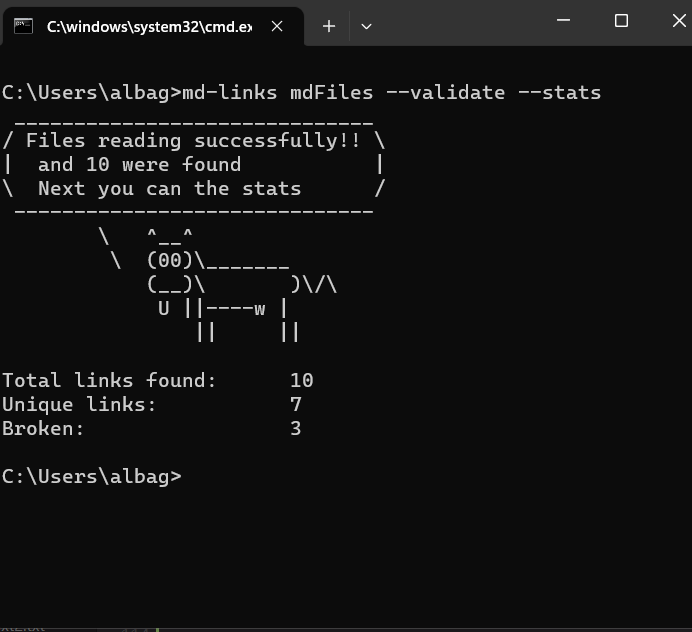 C:\windows\system32\cmd.ex
C:\Users\albag>md-links mdFiles --validate --stats
 ______________________________
/ Files reading successfully!! \
|  and 10 were found           |
\  Next you can the stats      /
 ------------------------------
        \   ^__^
         \  (00)\_______
            (__)\       )\/\
             U ||----w |
                ||     ||
Total links found:      10
Unique links:           7
Broken:                 3
C:\Users\albag>